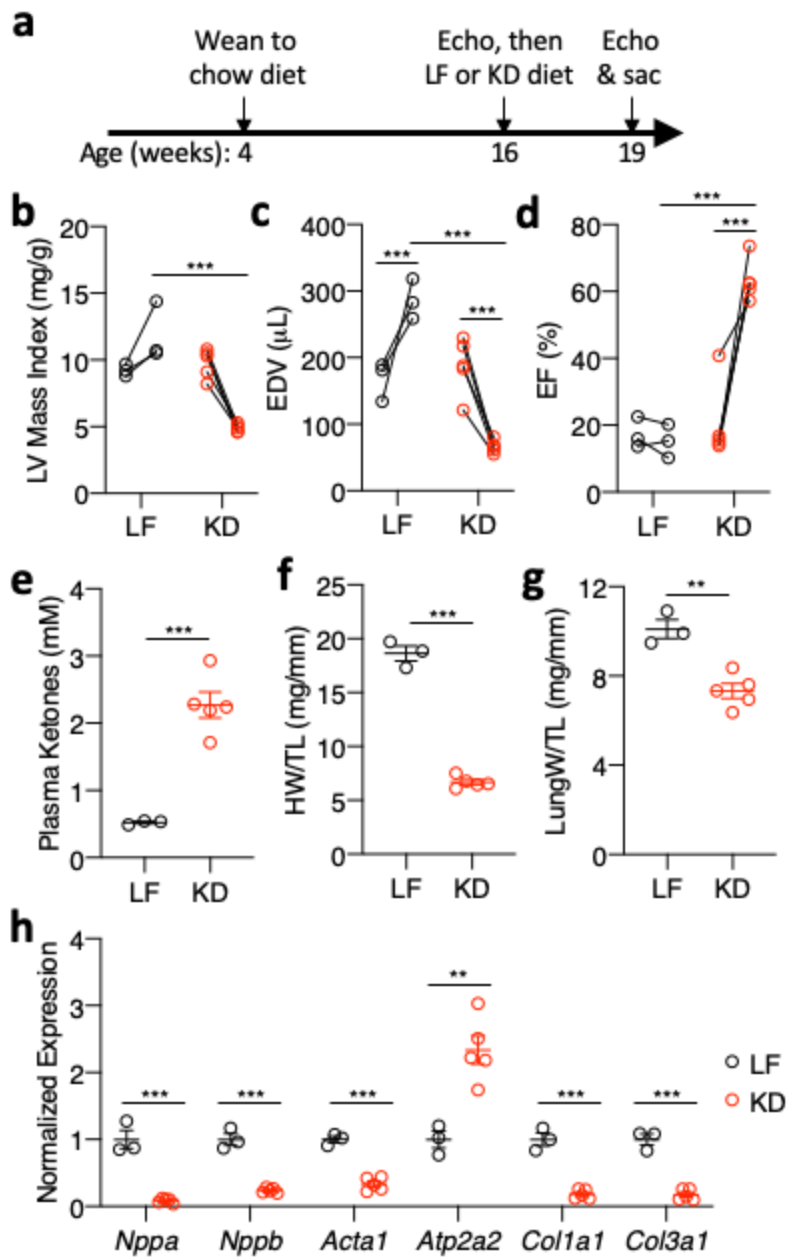 a
Wean to
chow diet
Echo, then
LF or KD diet
Echo
& sac
Age (weeks): 4
16
19
b
LV Mass Index (mg/g)
20
15
10
5
0
***
LF
KD
c
EDV (μL)
400
300
200
100
0
***
***
***
LF
KD
d
EF (%)
80
60
40
20
0
***
***
LF
KD
e
Plasma Ketones (mM)
4
3
2
1
0
***
LF
KD
f
HW/TL (mg/mm)
25
20
15
10
5
0
***
LF
KD
g
LungW/TL (mg/mm)
12
8
4
0
**
LF
KD
h
Normalized Expression
4
3
2
1
0
***
***
***
**
***
***
LF
KD
Nppa
Nppb
Acta1
Atp2a2
Col1a1
Col3a1